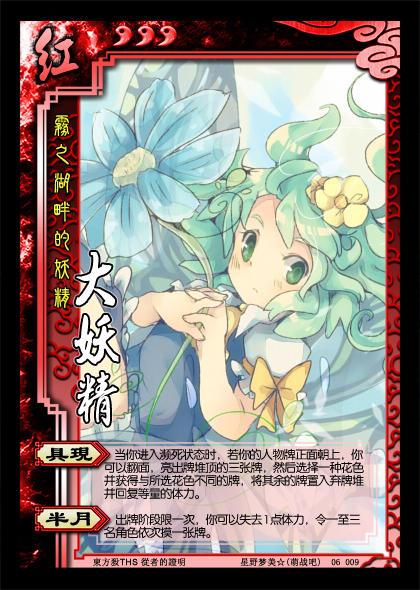 红
霧之湖畔的妖精
大妖精
具現
当你进入濒死状态时，若你的人物牌正面朝上，你
可以翻面，亮出牌堆顶的三张牌，然后选择一种花色
并获得与所选花色不同的牌，将其余的牌置入弃牌堆
并回复等量的体力。
半月
出牌阶段限一次，你可以失去1点体力，令一至三
名角色依次摸一张牌。
東方殺THS 從者的證明 星野梦美☆(萌战吧) 06 009